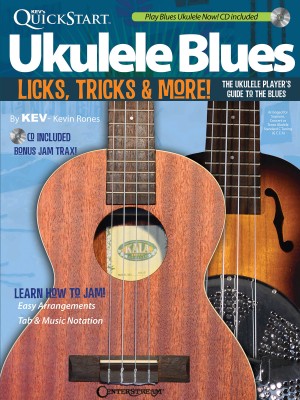 KEV'S
QUICKSTART
Play Blues Ukulele Now! CD included
Ukulele Blues
LICKS, TRICKS & MORE!
THE UKULELE PLAYER'S
GUIDE TO THE BLUES
By KEV - Kevin Rones
CD INCLUDED
BONUS JAM TRAX!
KALA
LEARN HOW TO JAM!
Easy Arrangements
Tab & Music Notation
CENTERSTREAM